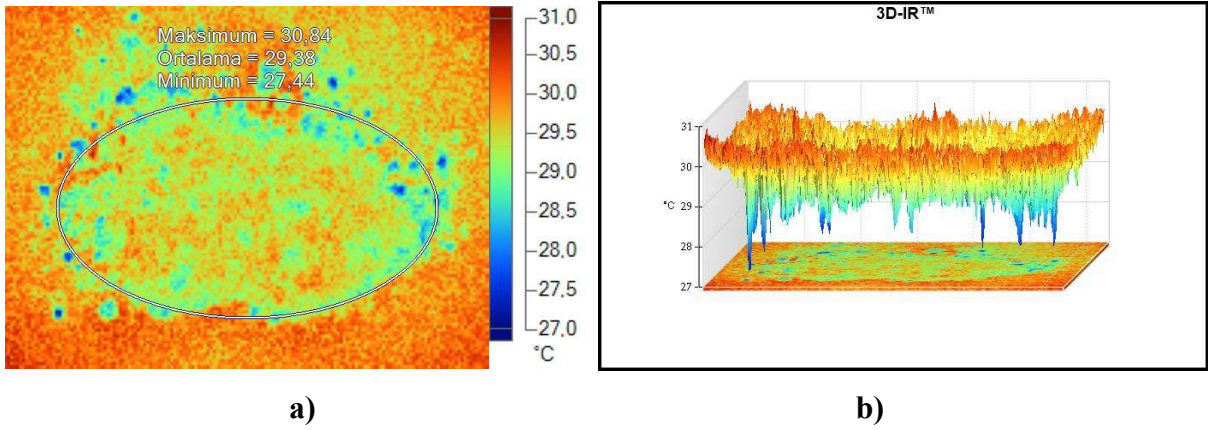 Maksimum = 30,84
Ortalama = 29,38
Minimum = 27,44
31,0
30,5
30,0
29,5
29,0
28,5
28,0
27,5
27,0
°C
a)
3D-IR™
31
30
°C
29
28
27
b)